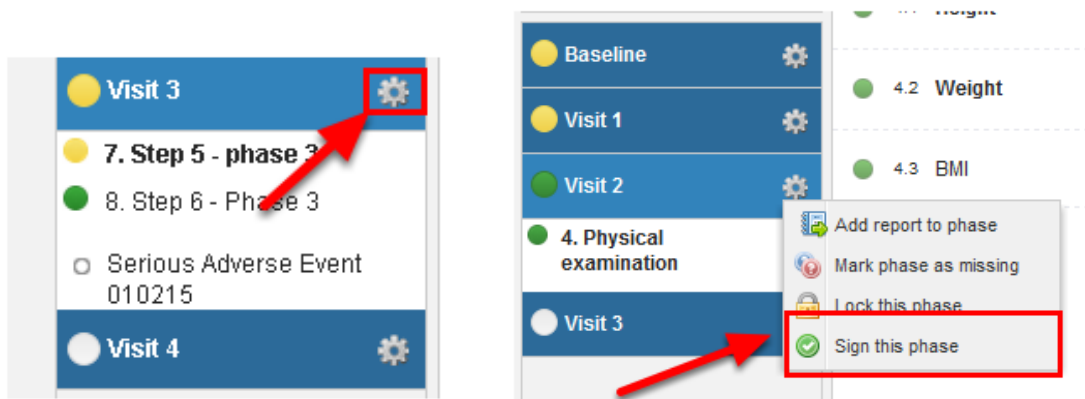 Visit 3
7. Step 5 - phase 3
8. Step 6 - Phase 3
Serious Adverse Event
010215
Visit 4
Baseline
Visit 1
Visit 2
4. Physical
examination
Visit 3
4.2 Weight
4.3 BMI
Add report to phase
Mark phase as missing
Lock this phase
Sign this phase